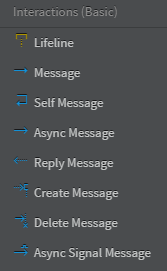 Interactions (Basic)
Lifeline
Message
Self Message
Async Message
Reply Message
Create Message
Delete Message
Async Signal Message